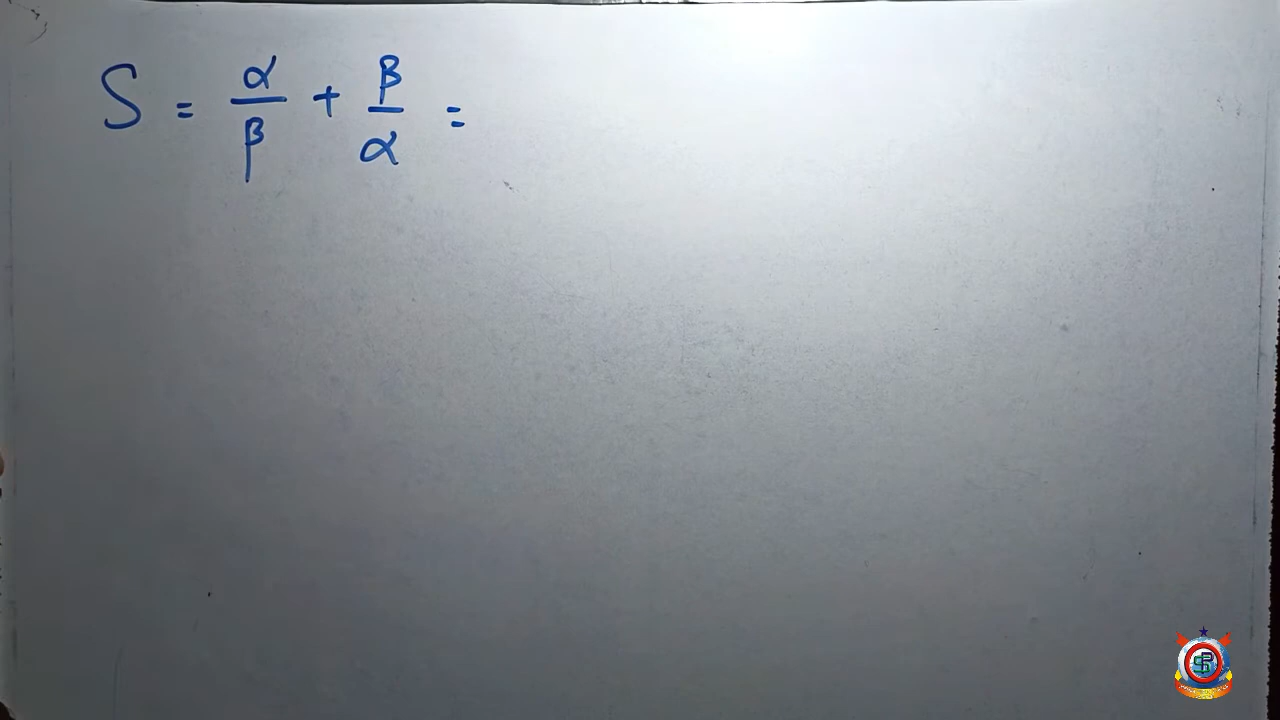 S = α/β + β/α =